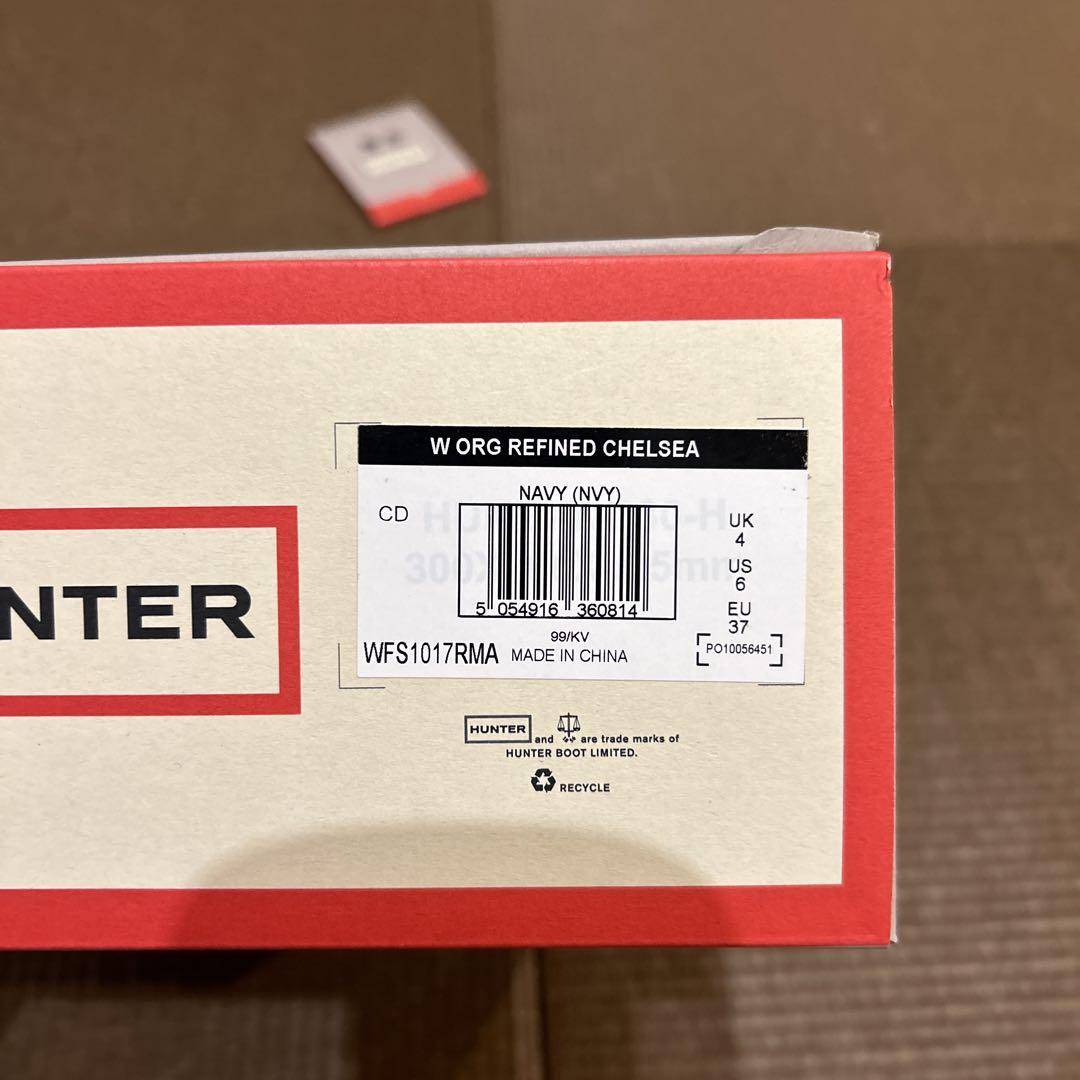 W ORG REFINED CHELSEA
NAVY (NVY)
CD
UK
4
US
6
EU
37
5 054916 360814
99/KV
WFS1017RMA MADE IN CHINA
PO10056451
NTER
HUNTER and are trade marks of
HUNTER BOOT LIMITED.
RECYCLE